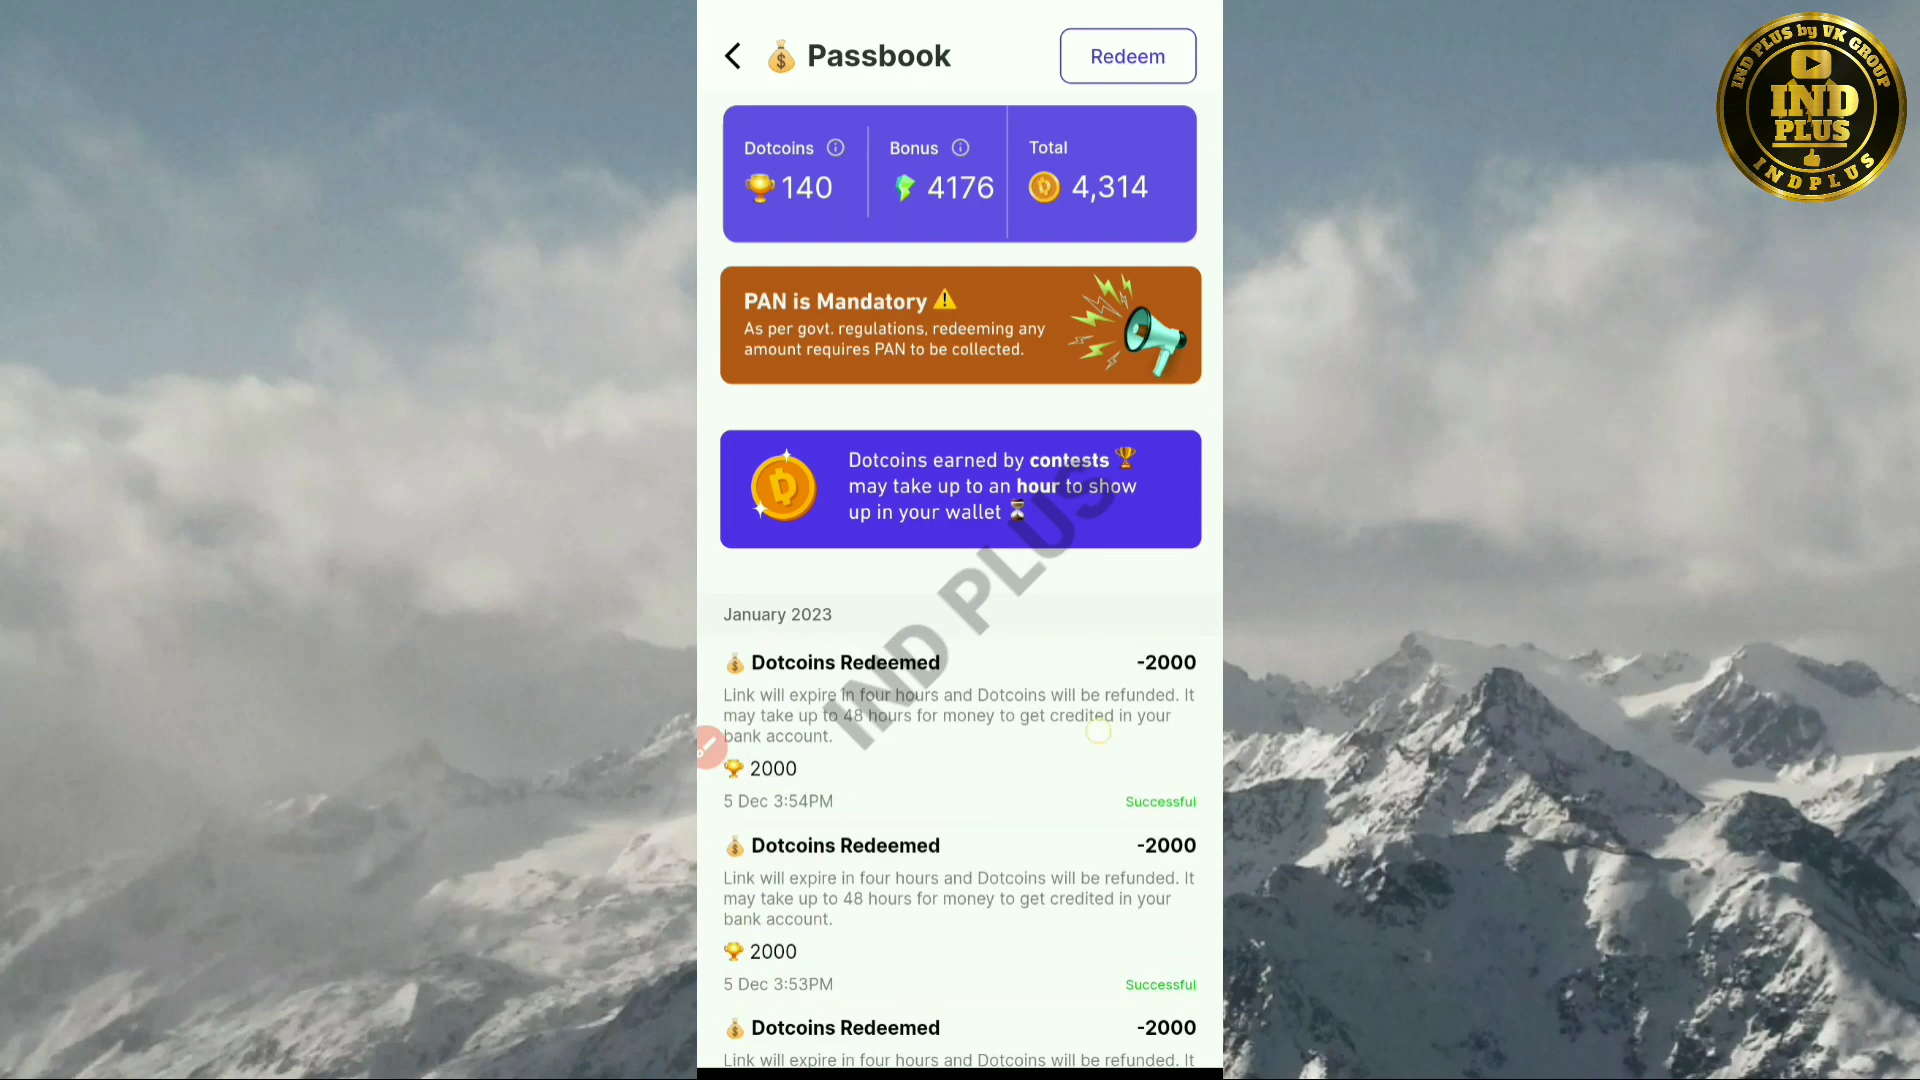 Passbook
Redeem
Dotcoins
Bonus
Total
140
4176
4,314
PAN is Mandatory
As per govt. regulations, redeeming any
amount requires PAN to be collected.
Dotcoins earned by contests
may take up to an hour to show
up in your wallet
January 2023
Dotcoins Redeemed -2000
Link will expire in four hours and Dotcoins will be refunded. It
may take up to 48 hours for money to get credited in your
bank account.
2000
5 Dec 3:54PM Successful
Dotcoins Redeemed -2000
Link will expire in four hours and Dotcoins will be refunded. It
may take up to 48 hours for money to get credited in your
bank account.
2000
5 Dec 3:53PM Successful
Dotcoins Redeemed -2000
Link will expire in four hours and Dotcoins will be refunded. It
IND PLUS
IND PLUS by VK GROUP
IND
PLUS
INDPLUS